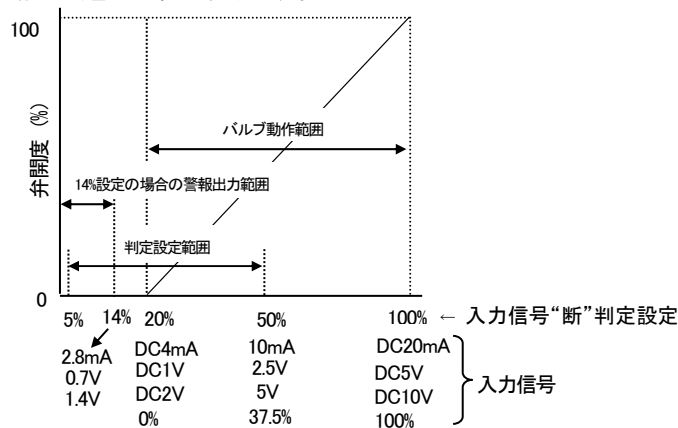 100
弁開度 (%)
バルブ動作範囲
14%設定の場合の警報出力範囲
判定設定範囲
0
5% 14% 20% 50% 100% ← 入力信号“断”判定設定
2.8mA DC4mA 10mA DC20mA
0.7V DC1V 2.5V DC5V
1.4V DC2V 5V DC10V
0% 37.5% 100%
入力信号